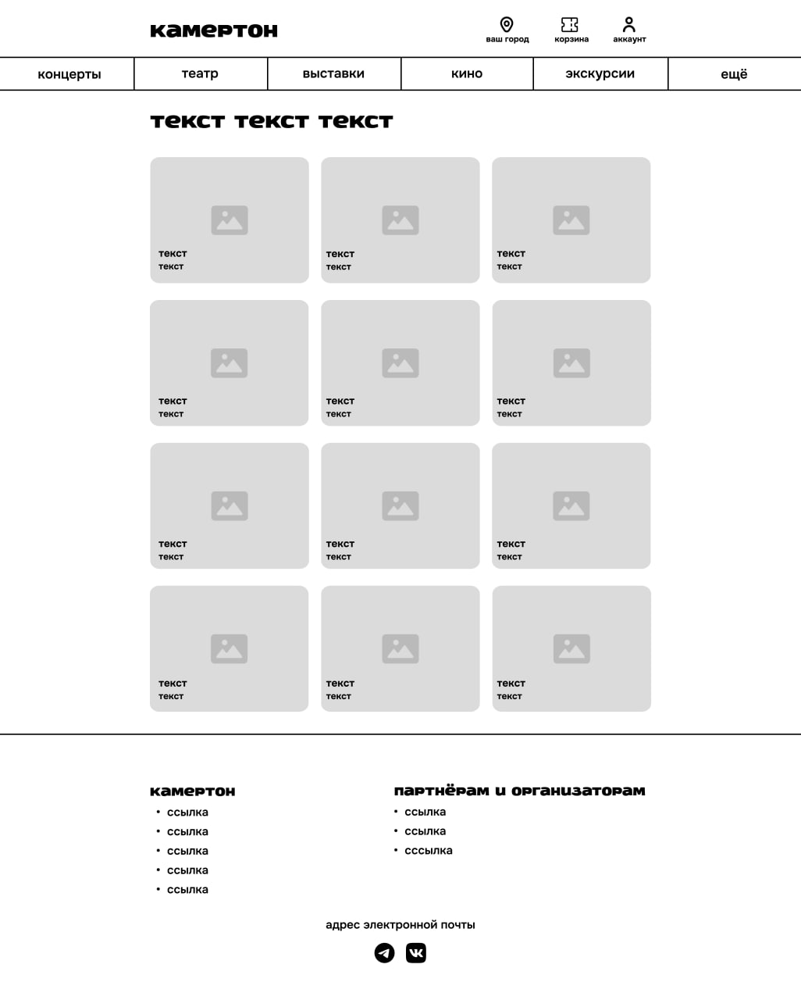 камертон
ваш город корзина аккаунт
концерты театр выставки кино экскурсии ещё
текст текст текст
текст текст текст
текст текст текст
текст текст текст
текст текст текст
текст текст текст
текст текст текст
текст текст текст
текст текст текст
камертон партнёрам и организаторам
• ссылка • ссылка
• ссылка • ссылка
• ссылка • сссылка
• ссылка
• ссылка
адрес электронной почты